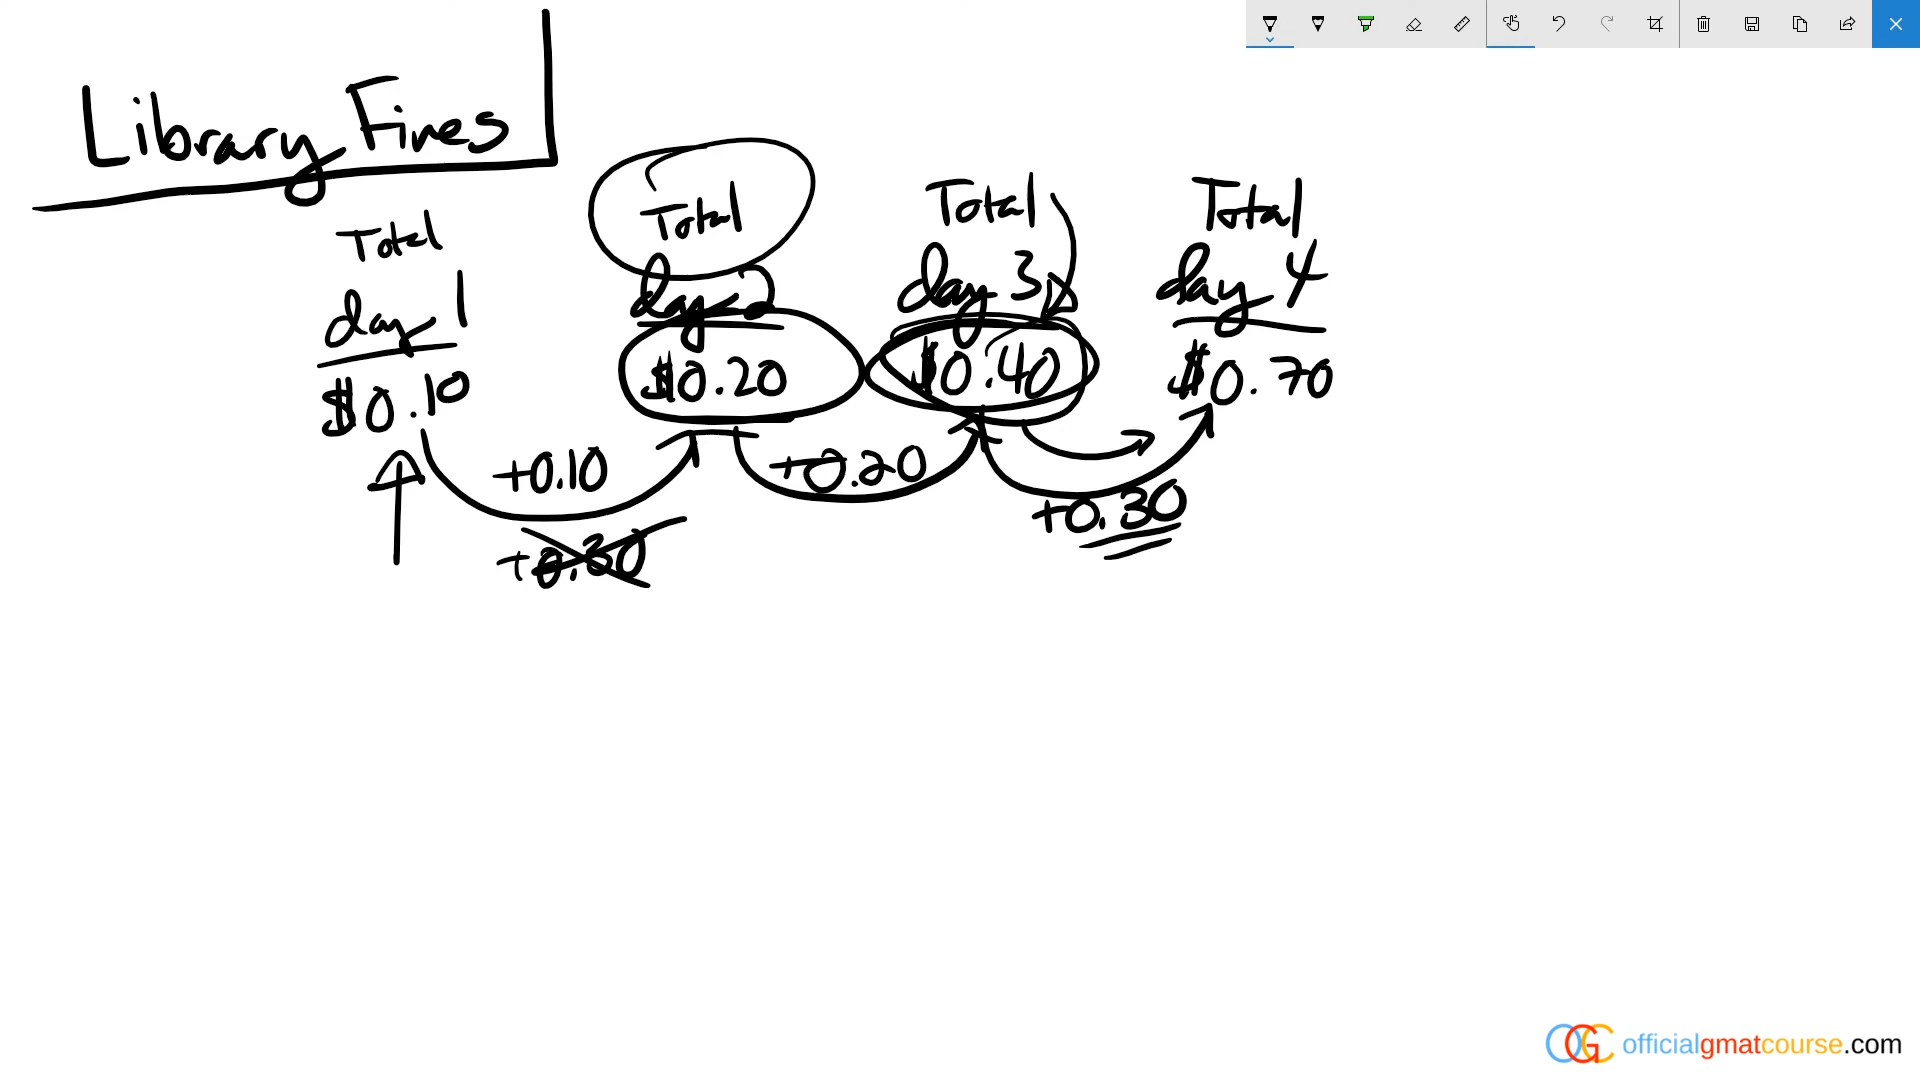 Library Fines
Total
day 1
$0.10
Total
day 2
$0.20
Total
day 3
$0.40
Total
day 4
$0.70
+0.10
+0.20
+0.30
+0.30
officialgmatcourse.com